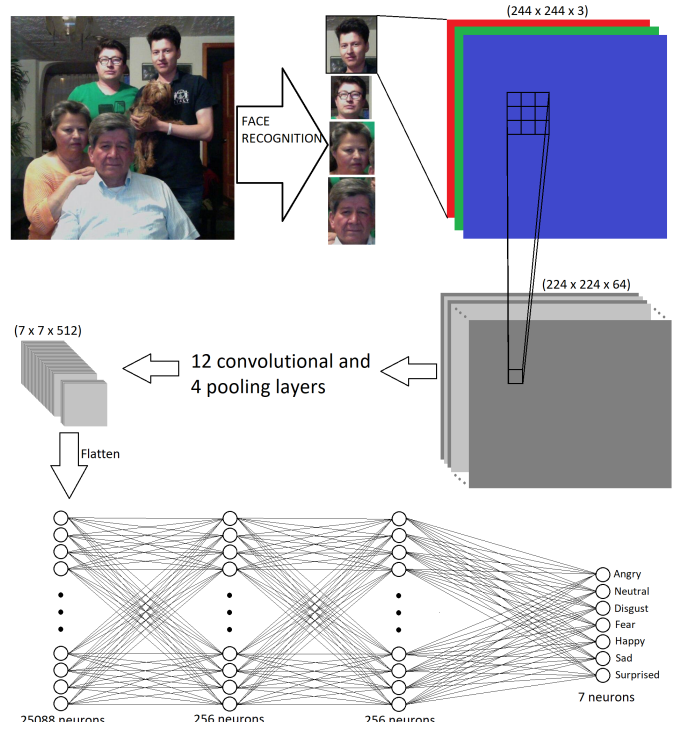 (244 x 244 x 3)
FACE
RECOGNITION
(224 x 224 x 64)
(7 x 7 x 512)
12 convolutional and
4 pooling layers
Flatten
Angry
Neutral
Disgust
Fear
Happy
Sad
Surprised
7 neurons
25088 neurons
256 neurons
256 neurons